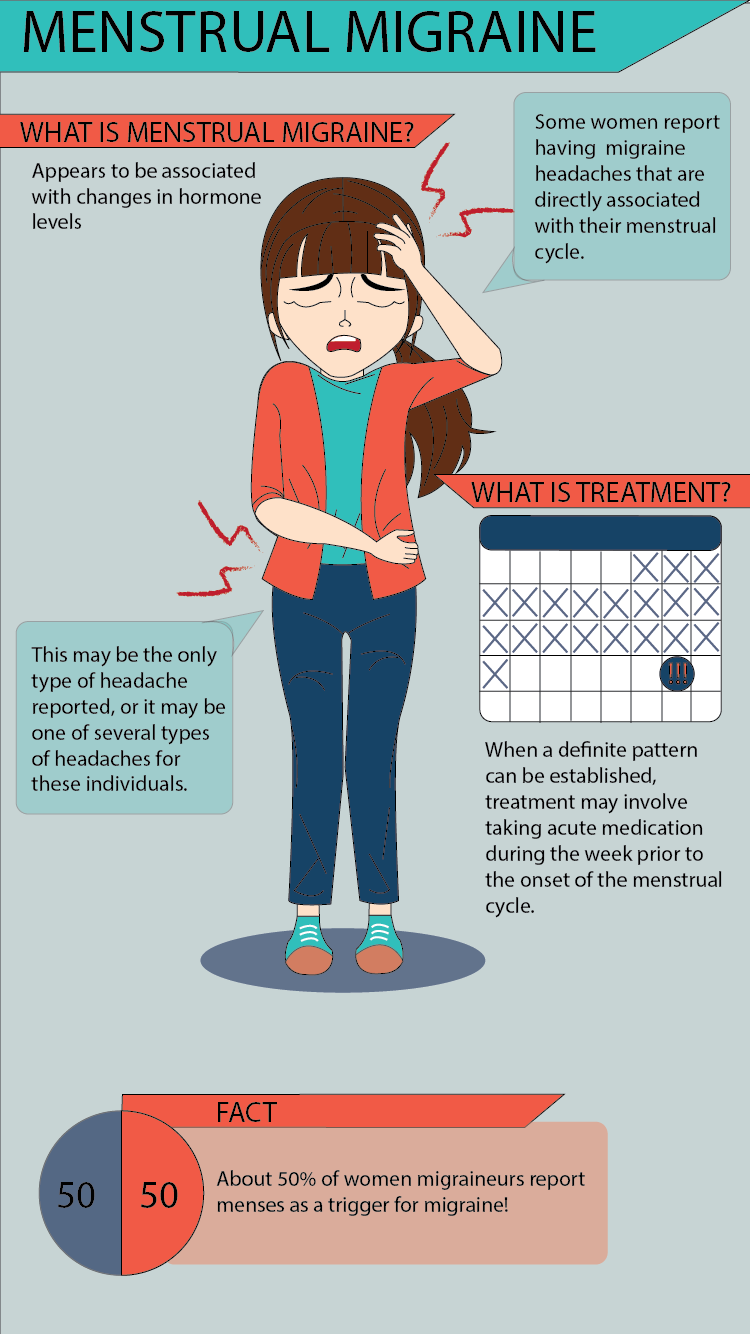 MENSTRUAL MIGRAINE
WHAT IS MENSTRUAL MIGRAINE?
Appears to be associated
with changes in hormone
levels
Some women report
having migraine
headaches that are
directly associated
with their menstrual
cycle.
This may be the only
type of headache
reported, or it may be
one of several types
of headaches for
these individuals.
WHAT IS TREATMENT?
X X X
X X X X X X X X
X X X X X X X X
X !!!
When a definite pattern
can be established,
treatment may involve
taking acute medication
during the week prior to
the onset of the menstrual
cycle.
FACT
50 50
About 50% of women migraineurs report
menses as a trigger for migraine!